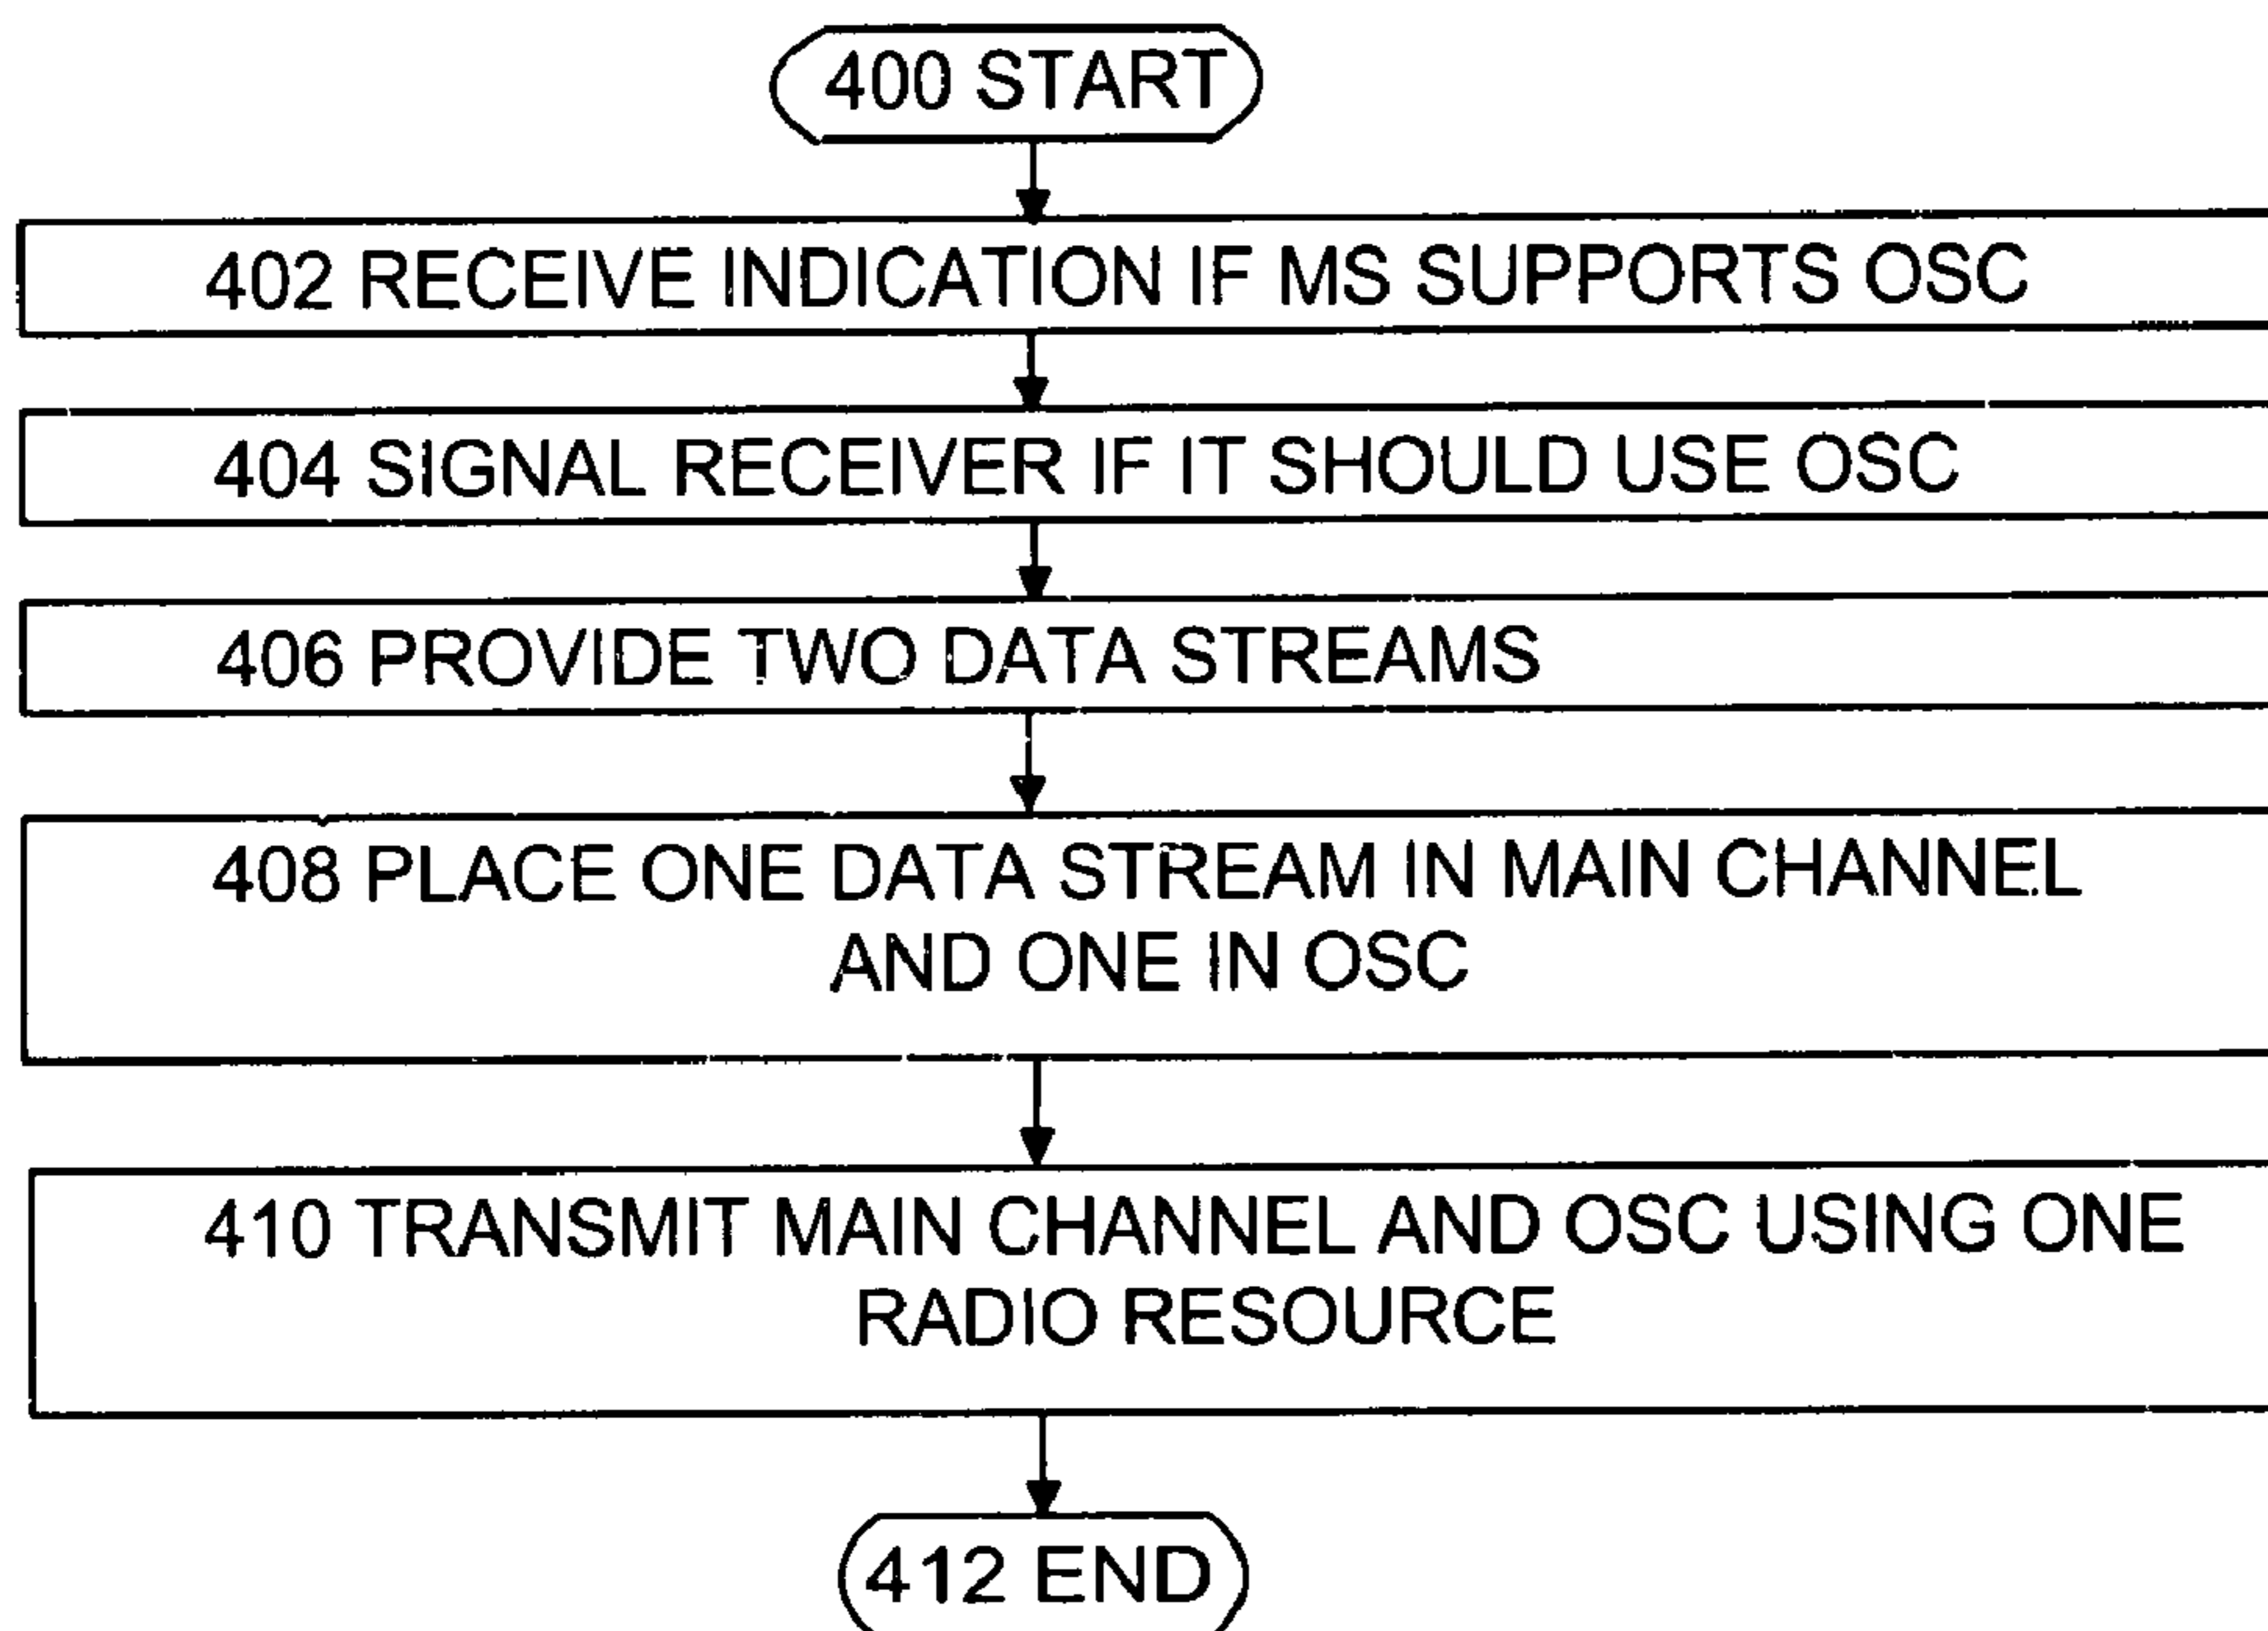 400 START
402 RECEIVE INDICATION IF MS SUPPORTS OSC
404 SIGNAL RECEIVER IF IT SHOULD USE OSC
406 PROVIDE TWO DATA STREAMS
408 PLACE ONE DATA STREAM IN MAIN CHANNEL
AND ONE IN OSC
410 TRANSMIT MAIN CHANNEL AND OSC USING ONE
RADIO RESOURCE
412 END